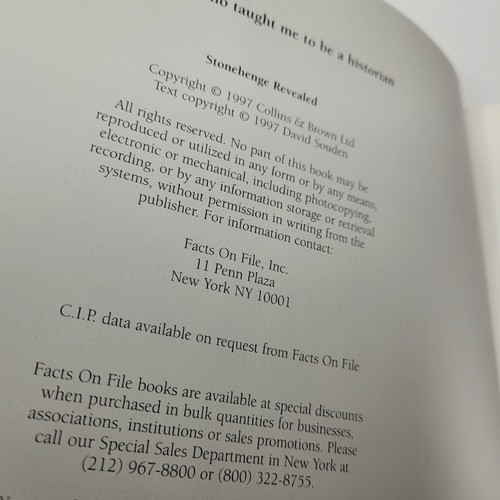 taught me to be a historian
Stonehenge Revealed
Copyright © 1997 Collins & Brown Ltd
Text copyright © 1997 David Souden
All rights reserved. No part of this book may be
reproduced or utilized in any form or by any means,
electronic or mechanical, including photocopying,
recording, or by any information storage or retrieval
systems, without permission in writing from the
publisher. For information contact:
Facts On File, Inc.
11 Penn Plaza
New York NY 10001
C.I.P. data available on request from Facts On File
Facts On File books are available at special discounts
when purchased in bulk quantities for businesses,
associations, institutions or sales promotions. Please
call our Special Sales Department in New York at
(212) 967-8800 or (800) 322-8755.